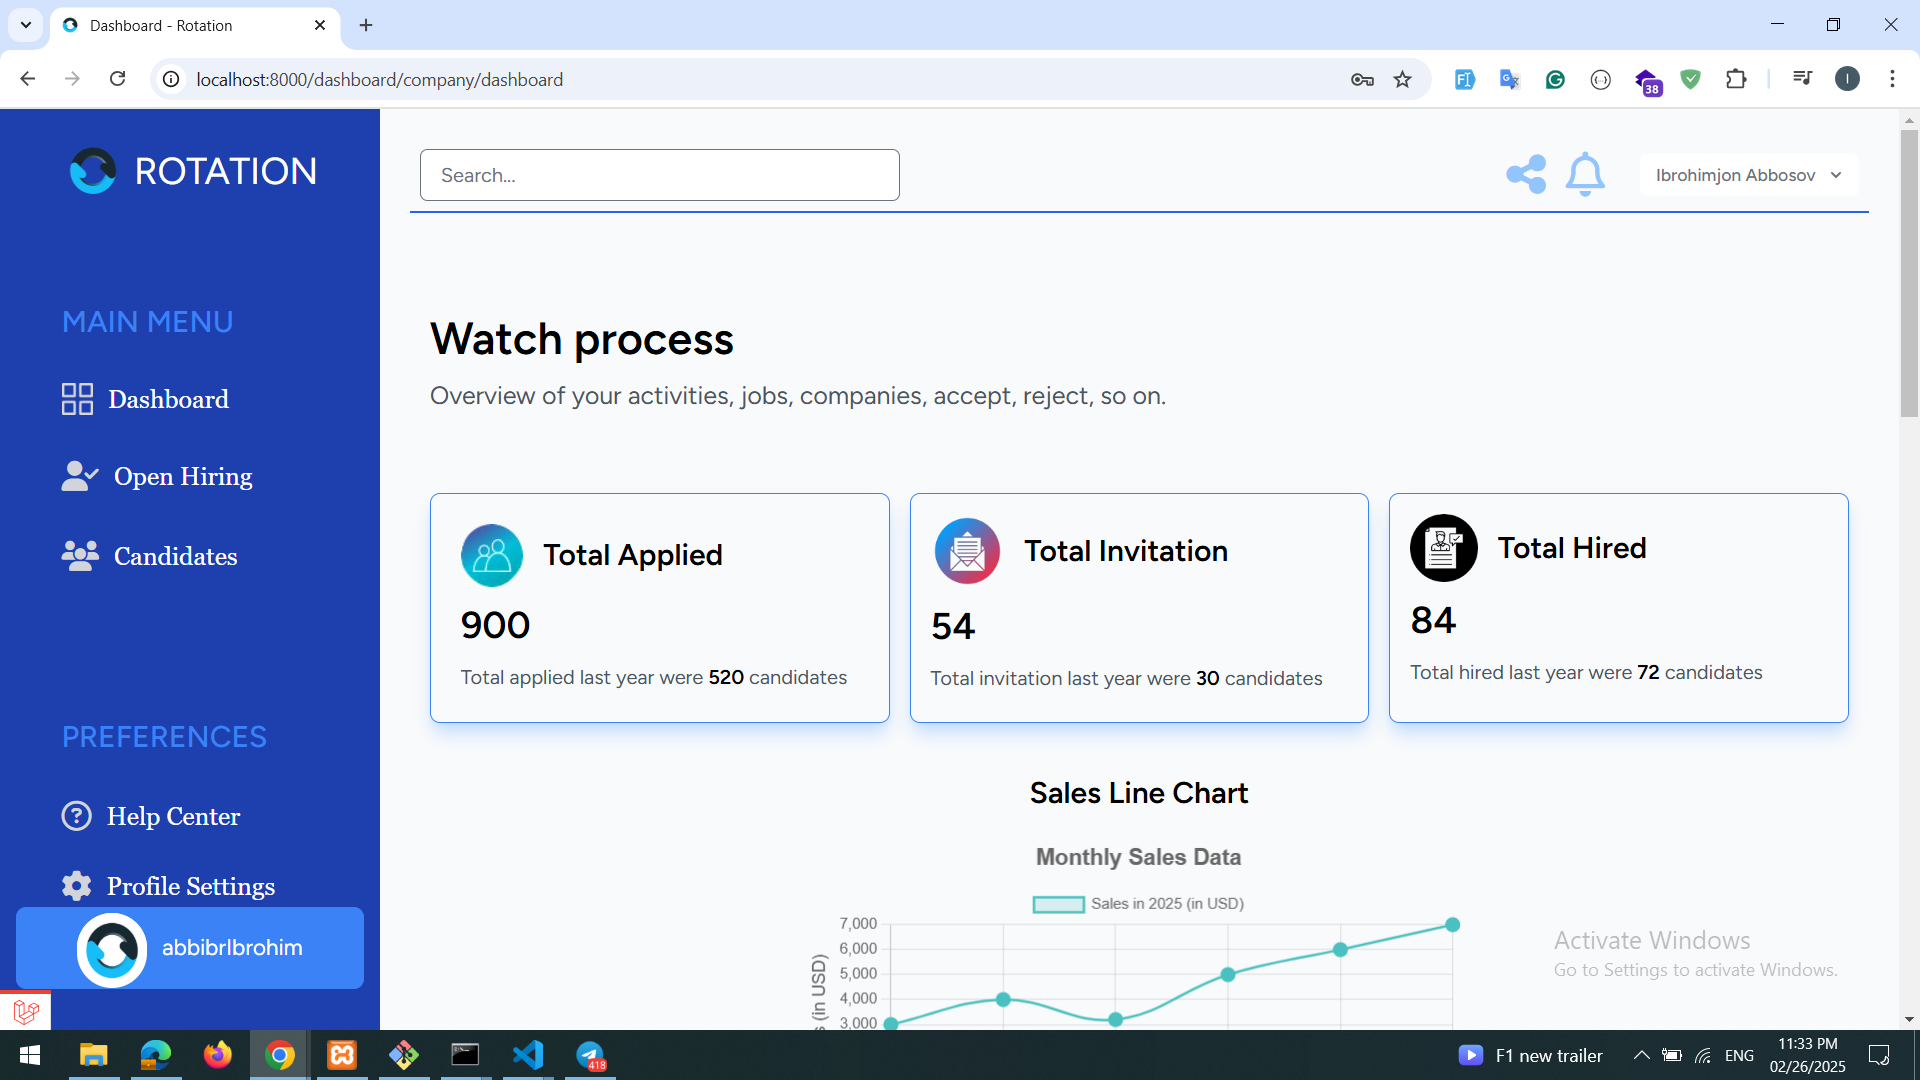 Dashboard - Rotation
localhost:8000/dashboard/company/dashboard
38
I
ROTATION
Search...
Ibrohimjon Abbosov
MAIN MENU
Dashboard
Open Hiring
Candidates
PREFERENCES
Help Center
Profile Settings
abbibrIbrohim
Watch process
Overview of your activities, jobs, companies, accept, reject, so on.
Total Applied
900
Total applied last year were 520 candidates
Total Invitation
54
Total invitation last year were 30 candidates
Total Hired
84
Total hired last year were 72 candidates
Sales Line Chart
Monthly Sales Data
Sales in 2025 (in USD)
7,000
6,000
5,000
4,000
3,000
(in USD)
Activate Windows
Go to Settings to activate Windows.
418
F1 new trailer
ENG
11:33 PM
02/26/2025